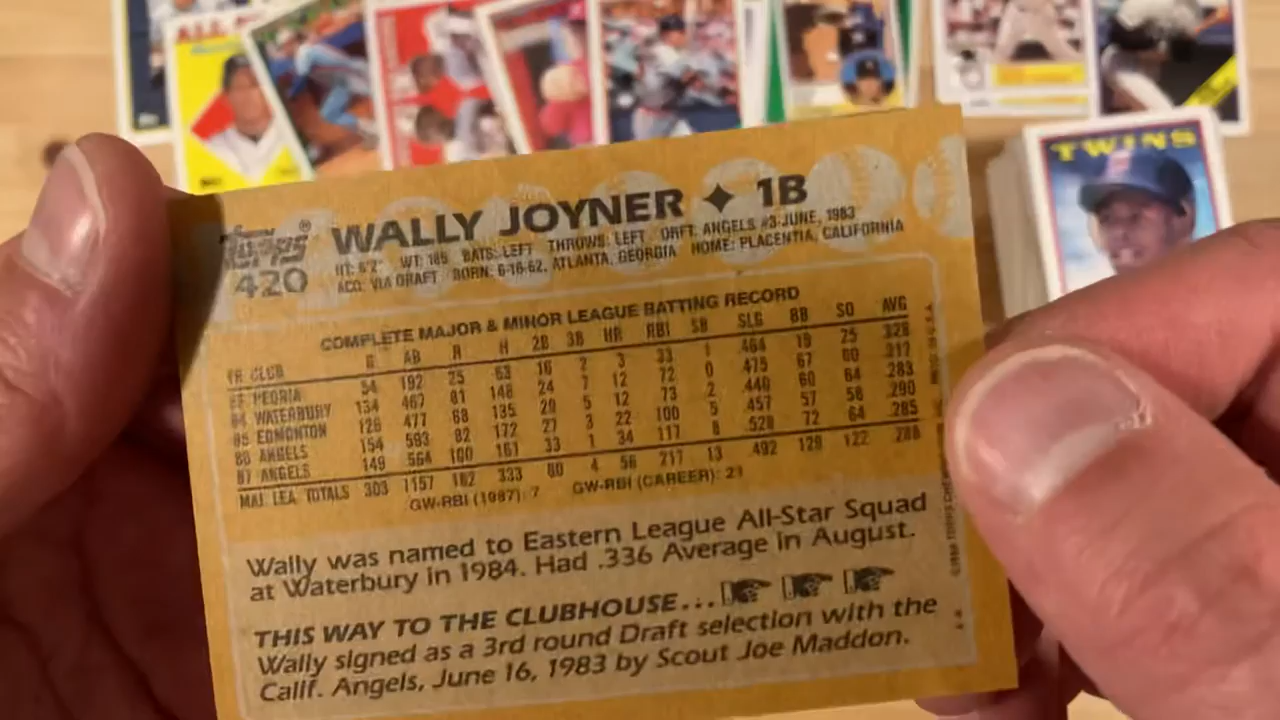 ALL
TWINS
Topps®
420
WALLY JOYNER ✦ 1B
HT: 6'2" WT: 185 BATS: LEFT THROWS: LEFT DRFT: ANGELS #3-JUNE, 1983
ACQ: VIA DRAFT BORN: 6-16-62, ATLANTA, GEORGIA HOME: PLACENTIA, CALIFORNIA
COMPLETE MAJOR & MINOR LEAGUE BATTING RECORD
YR CLUB G AB R H 2B 3B HR RBI SB SLG BB SO AVG
83 PEORIA 54 192 25 63 16 2 3 33 1 .464 19 25 .328
84 WATERBURY 134 467 81 148 24 7 12 72 0 .475 67 60 .317
85 EDMONTON 126 477 68 135 29 5 12 73 2 .440 60 64 .283
86 ANGELS 154 593 82 172 27 3 22 100 5 .457 57 58 .290
87 ANGELS 149 564 100 161 33 1 34 117 8 .528 72 64 .285
MAJ. LEA. TOTALS 303 1157 182 333 60 4 56 217 13 .492 129 122 .288
GW-RBI (1987): 7 GW-RBI (CAREER): 21
Wally was named to Eastern League All-Star Squad
at Waterbury in 1984. Had .336 Average in August.
THIS WAY TO THE CLUBHOUSE...
Wally signed as a 3rd round Draft selection with the
Calif. Angels, June 16, 1983 by Scout Joe Maddon.